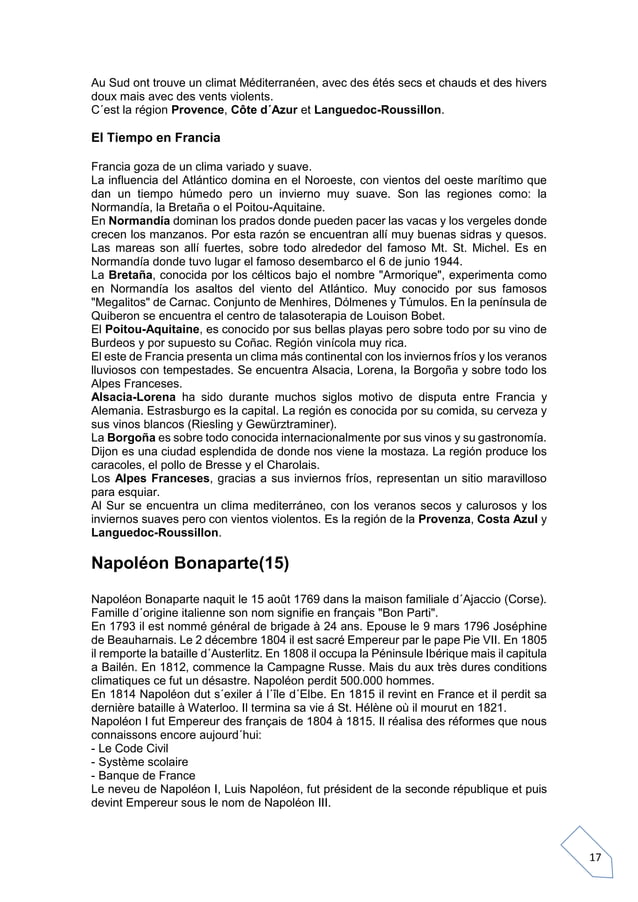 Au Sud ont trouve un climat Méditerranéen, avec des étés secs et chauds et des hivers
doux mais avec des vents violents.
C´est la région Provence, Côte d´Azur et Languedoc-Roussillon.
El Tiempo en Francia
Francia goza de un clima variado y suave.
La influencia del Atlántico domina en el Noroeste, con vientos del oeste marítimo que
dan un tiempo húmedo pero un invierno muy suave. Son las regiones como: la
Normandía, la Bretaña o el Poitou-Aquitaine.
En Normandía dominan los prados donde pueden pacer las vacas y los vergeles donde
crecen los manzanos. Por esta razón se encuentran allí muy buenas sidras y quesos.
Las mareas son allí fuertes, sobre todo alrededor del famoso Mt. St. Michel. Es en
Normandía donde tuvo lugar el famoso desembarco el 6 de junio 1944.
La Bretaña, conocida por los célticos bajo el nombre "Armorique", experimenta como
en Normandía los asaltos del viento del Atlántico. Muy conocido por sus famosos
"Megalitos" de Carnac. Conjunto de Menhires, Dólmenes y Túmulos. En la península de
Quiberon se encuentra el centro de talasoterapia de Louison Bobet.
El Poitou-Aquitaine, es conocido por sus bellas playas pero sobre todo por su vino de
Burdeos y por supuesto su Coñac. Región vinícola muy rica.
El este de Francia presenta un clima más continental con los inviernos fríos y los veranos
lluviosos con tempestades. Se encuentra Alsacia, Lorena, la Borgoña y sobre todo los
Alpes Franceses.
Alsacia-Lorena ha sido durante muchos siglos motivo de disputa entre Francia y
Alemania. Estrasburgo es la capital. La región es conocida por su comida, su cerveza y
sus vinos blancos (Riesling y Gewürztraminer).
La Borgoña es sobre todo conocida internacionalmente por sus vinos y su gastronomía.
Dijon es una ciudad esplendida de donde nos viene la mostaza. La región produce los
caracoles, el pollo de Bresse y el Charolais.
Los Alpes Franceses, gracias a sus inviernos fríos, representan un sitio maravilloso
para esquiar.
Al Sur se encuentra un clima mediterráneo, con los veranos secos y calurosos y los
inviernos suaves pero con vientos violentos. Es la región de la Provenza, Costa Azul y
Languedoc-Roussillon.
Napoléon Bonaparte(15)
Napoléon Bonaparte naquit le 15 août 1769 dans la maison familiale d´Ajaccio (Corse).
Famille d´origine italienne son nom signifie en français "Bon Parti".
En 1793 il est nommé général de brigade à 24 ans. Epouse le 9 mars 1796 Joséphine
de Beauharnais. Le 2 décembre 1804 il est sacré Empereur par le pape Pie VII. En 1805
il remporte la bataille d´Austerlitz. En 1808 il occupa la Péninsule Ibérique mais il capitula
a Bailén. En 1812, commence la Campagne Russe. Mais du aux très dures conditions
climatiques ce fut un désastre. Napoléon perdit 500.000 hommes.
En 1814 Napoléon dut s´exiler á l´île d´Elbe. En 1815 il revint en France et il perdit sa
dernière bataille à Waterloo. Il termina sa vie á St. Hélène où il mourut en 1821.
Napoléon I fut Empereur des français de 1804 à 1815. Il réalisa des réformes que nous
connaissons encore aujourd´hui:
- Le Code Civil
- Système scolaire
- Banque de France
Le neveu de Napoléon I, Luis Napoléon, fut président de la seconde république et puis
devint Empereur sous le nom de Napoléon III.
17